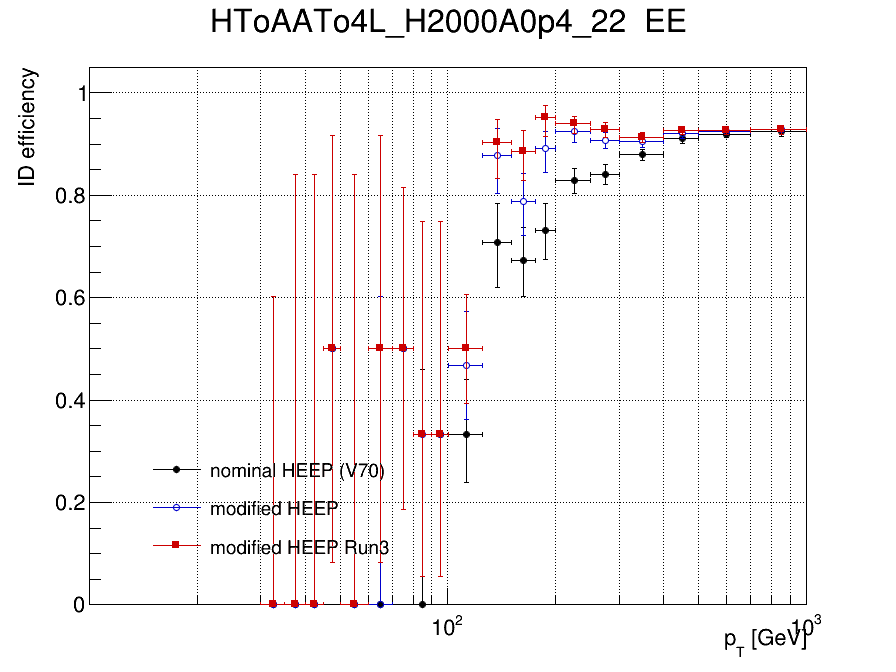 HToAATo4L_H2000A0p4_22 EE
ID efficiency
1
0.8
0.6
0.4
0.2
0
nominal HEEP (V70)
modified HEEP
modified HEEP Run3
10²
10³
p_T [GeV]